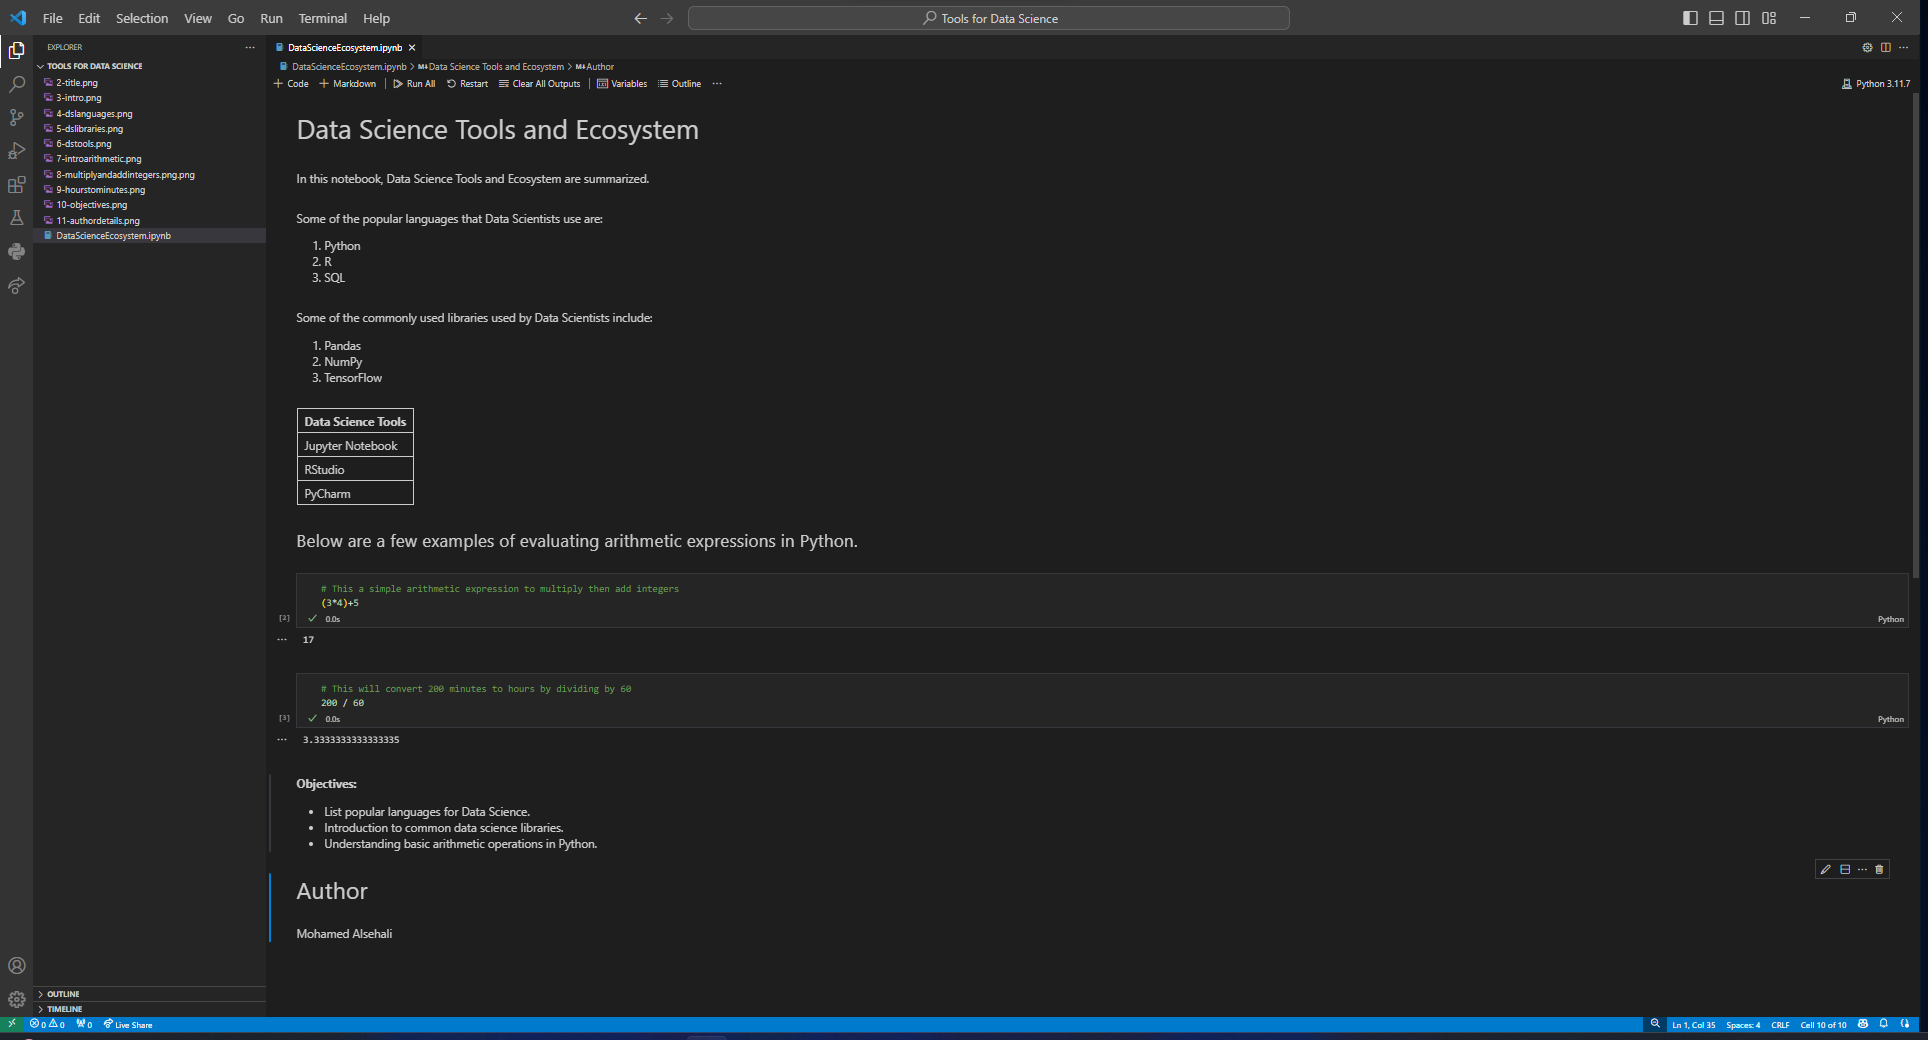 File Edit Selection View Go Run Terminal Help
Tools for Data Science
EXPLORER
TOOLS FOR DATA SCIENCE
2-title.png
3-intro.png
4-dslanguages.png
5-dslibraries.png
6-dstools.png
7-introarithmetic.png
8-multiplyandaddintegers.png.png
9-hourstominutes.png
10-objectives.png
11-authordetails.png
DataScienceEcosystem.ipynb
OUTLINE
TIMELINE
DataScienceEcosystem.ipynb
DataScienceEcosystem.ipynb > M↓ Data Science Tools and Ecosystem > M↓ Author
+ Code + Markdown Run All Restart Clear All Outputs Variables Outline ...
Python 3.11.7
Data Science Tools and Ecosystem
In this notebook, Data Science Tools and Ecosystem are summarized.
Some of the popular languages that Data Scientists use are:
1. Python
2. R
3. SQL
Some of the commonly used libraries used by Data Scientists include:
1. Pandas
2. NumPy
3. TensorFlow
Data Science Tools
Jupyter Notebook
RStudio
PyCharm
Below are a few examples of evaluating arithmetic expressions in Python.
# This a simple arithmetic expression to multiply then add integers
(3*4)+5
[2] 0.0s Python
17
# This will convert 200 minutes to hours by dividing by 60
200 / 60
[3] 0.0s Python
3.3333333333333335
Objectives:
• List popular languages for Data Science.
• Introduction to common data science libraries.
• Understanding basic arithmetic operations in Python.
Author
Mohamed Alsehali
0 0 0 Live Share
Ln 1, Col 35 Spaces: 4 CRLF Cell 10 of 10